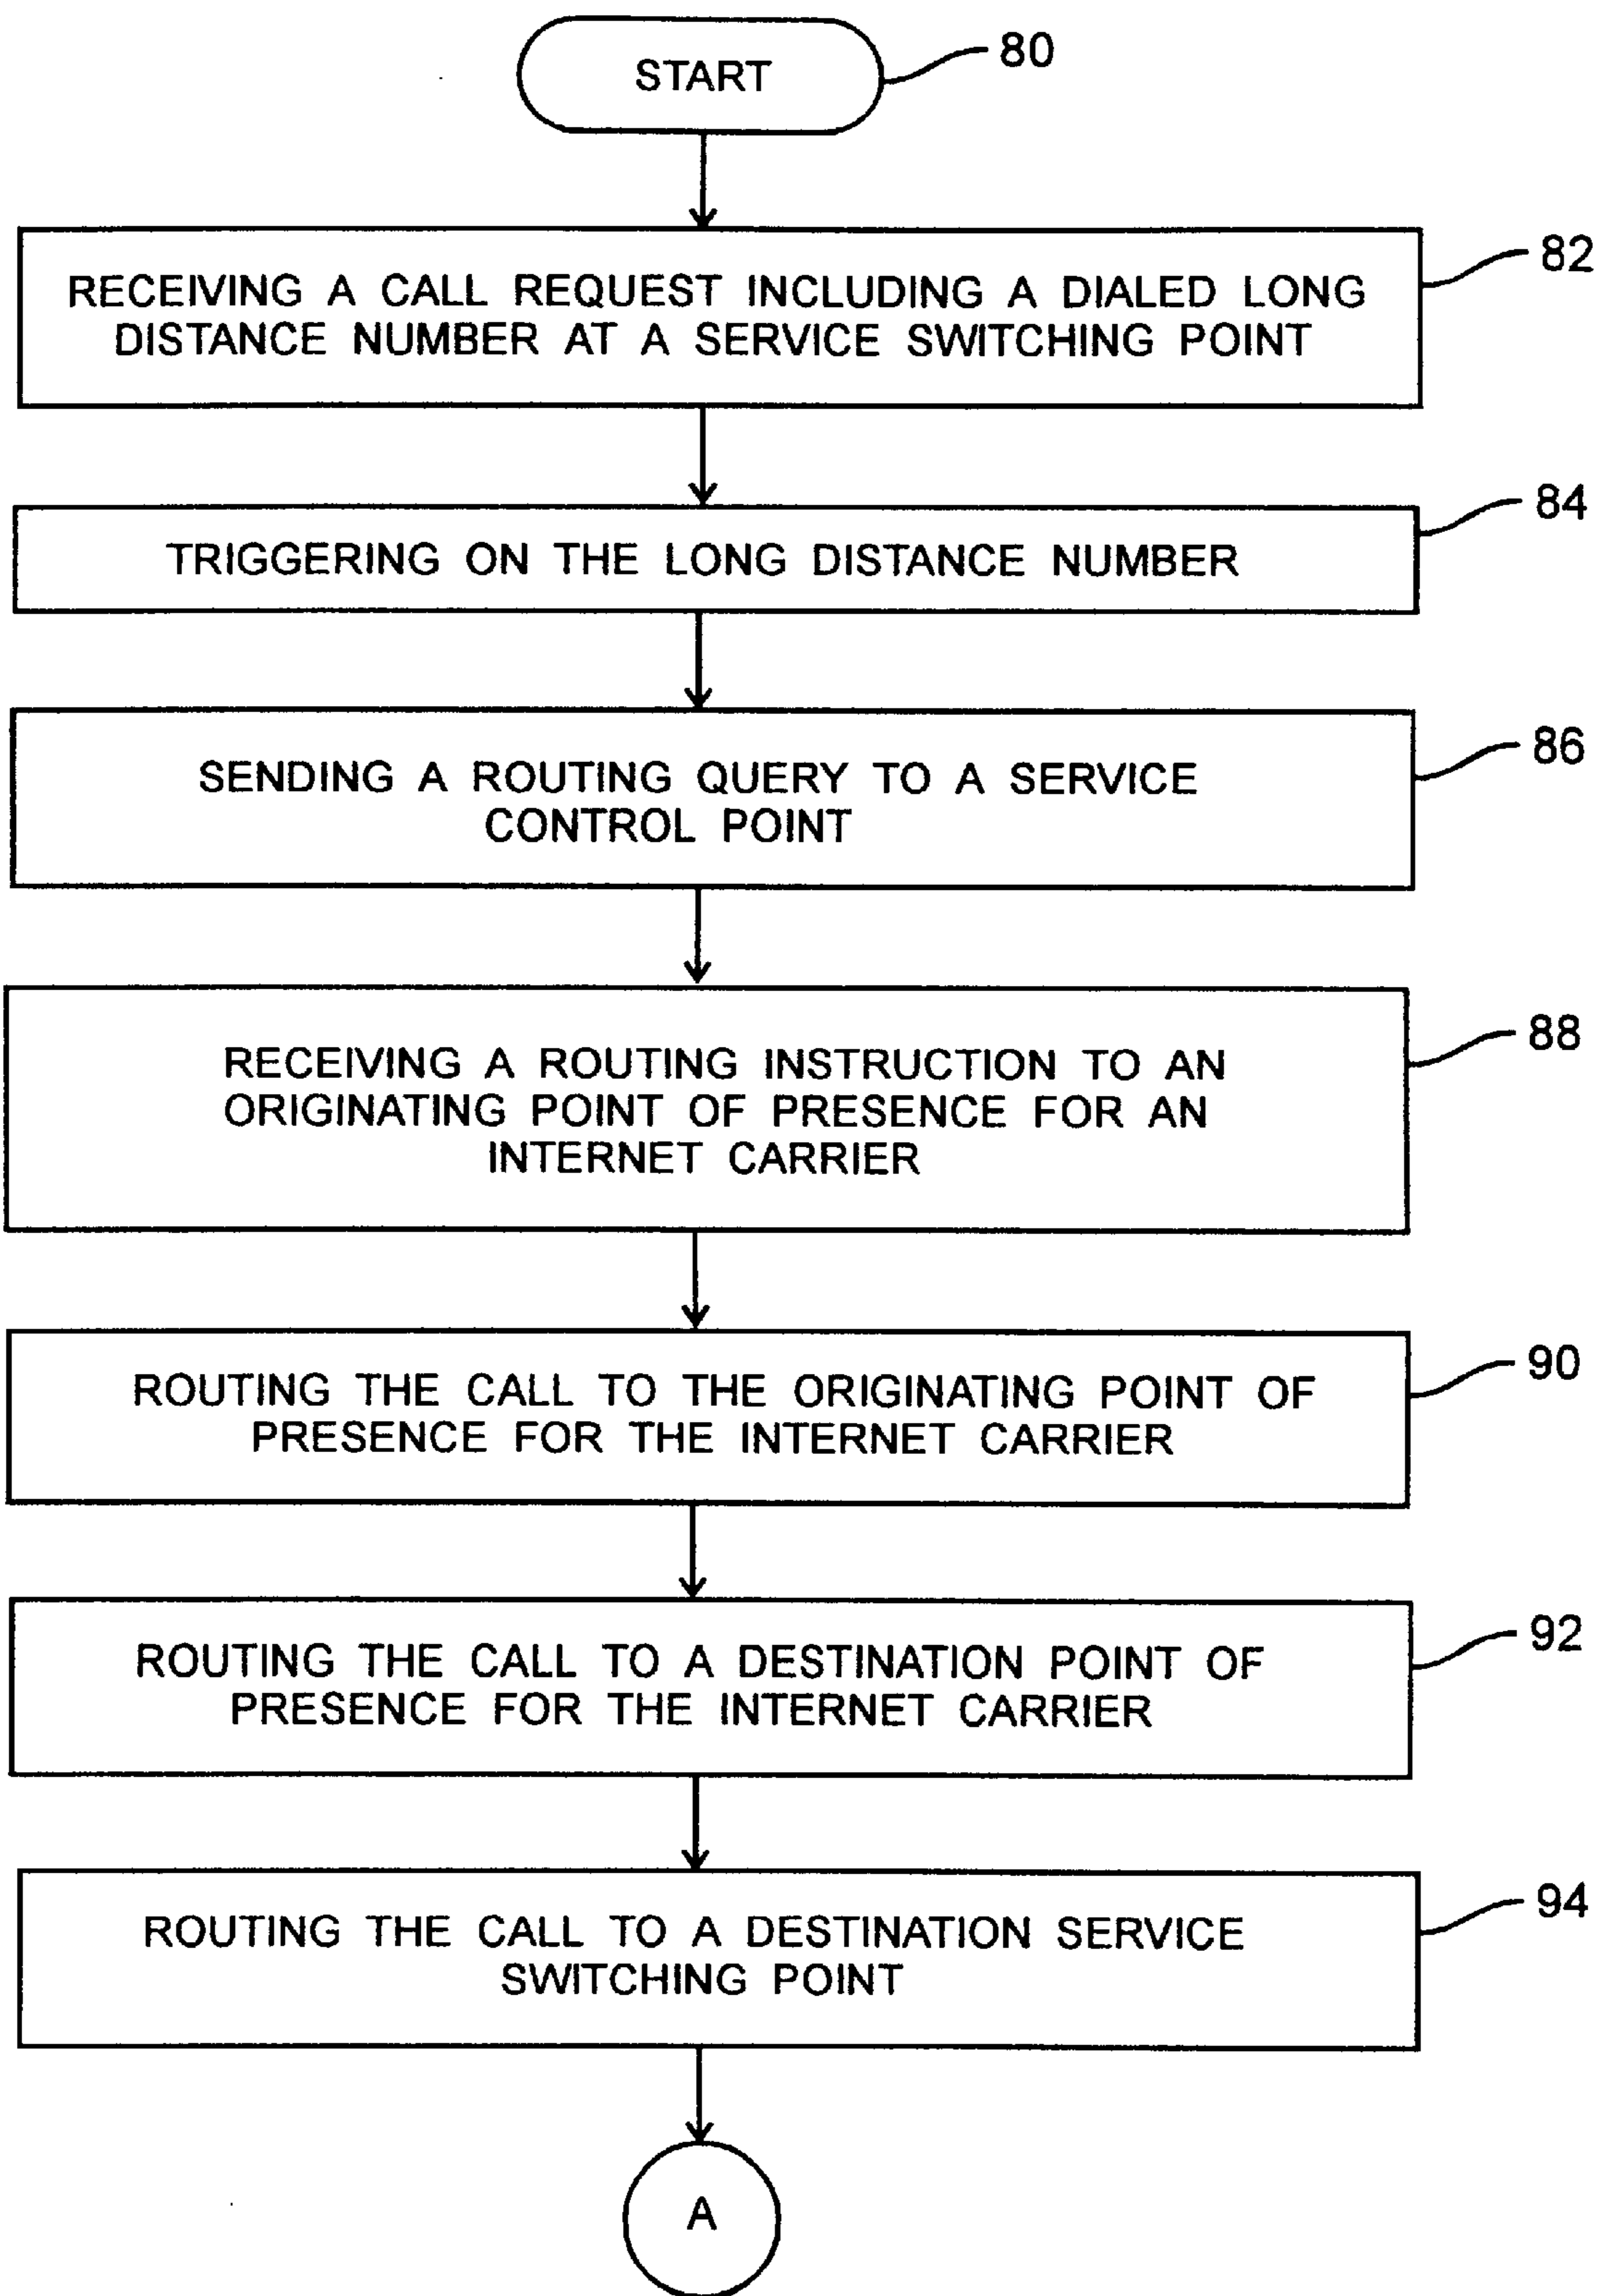 START
80
RECEIVING A CALL REQUEST INCLUDING A DIALED LONG
DISTANCE NUMBER AT A SERVICE SWITCHING POINT
82
TRIGGERING ON THE LONG DISTANCE NUMBER
84
SENDING A ROUTING QUERY TO A SERVICE
CONTROL POINT
86
RECEIVING A ROUTING INSTRUCTION TO AN
ORIGINATING POINT OF PRESENCE FOR AN
INTERNET CARRIER
88
ROUTING THE CALL TO THE ORIGINATING POINT OF
PRESENCE FOR THE INTERNET CARRIER
90
ROUTING THE CALL TO A DESTINATION POINT OF
PRESENCE FOR THE INTERNET CARRIER
92
ROUTING THE CALL TO A DESTINATION SERVICE
SWITCHING POINT
94
A